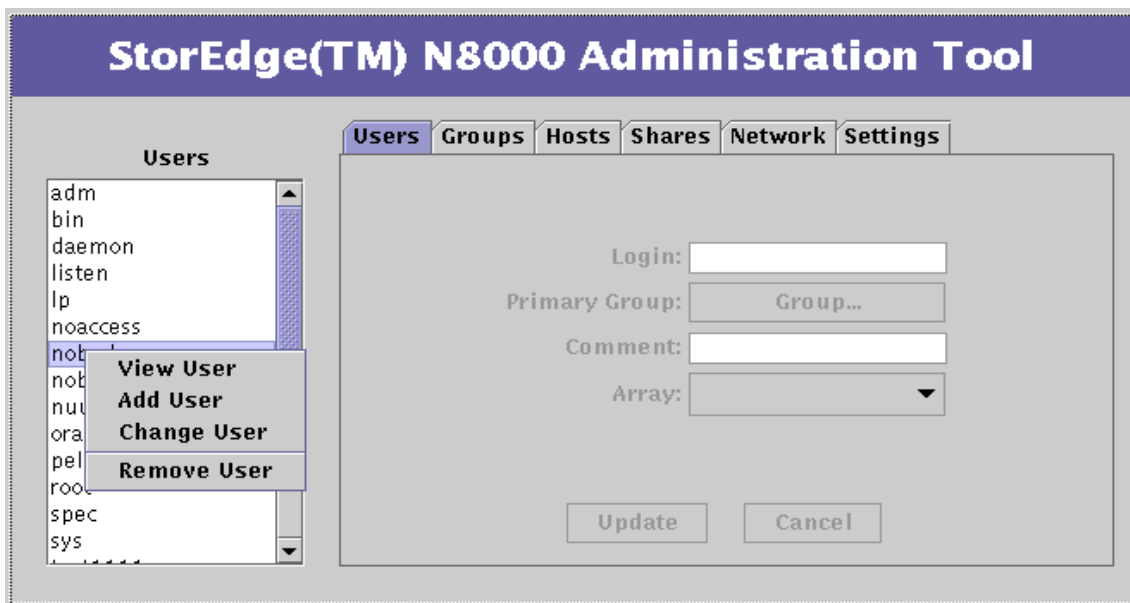 StorEdge(TM) N8000 Administration Tool
Users Groups Hosts Shares Network Settings
Users
adm
bin
daemon
listen
lp
noaccess
View User
Add User
Change User
Remove User
spec
sys
Login:
Primary Group: Group...
Comment:
Array:
Update Cancel